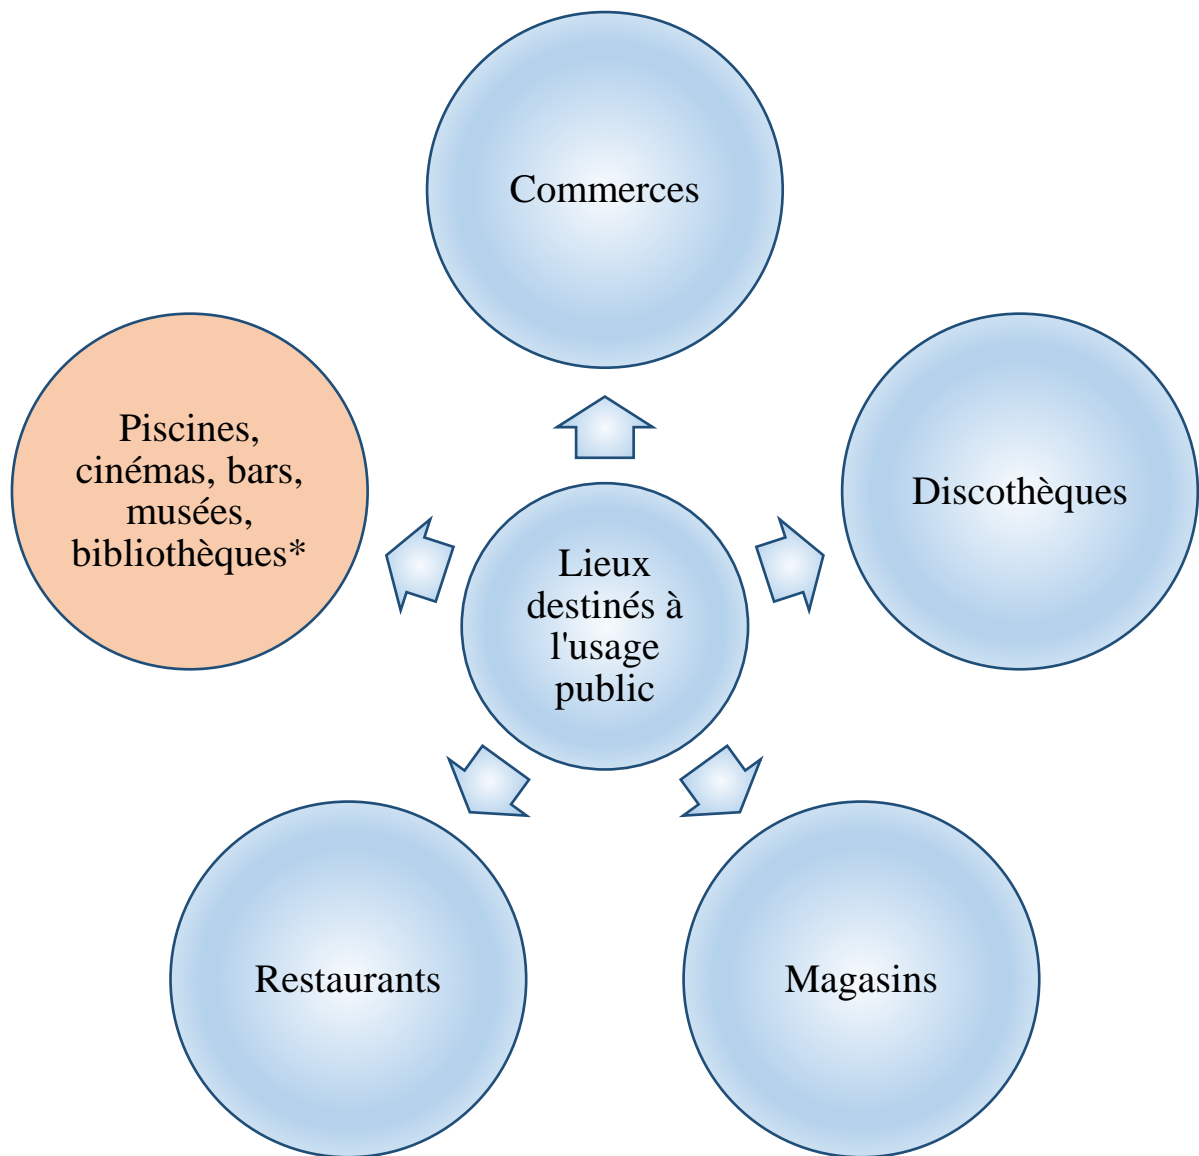 Commerces
Piscines,
cinémas, bars,
musées,
bibliothèques*
Discothèques
Lieux
destinés à
l'usage
public
Restaurants
Magasins